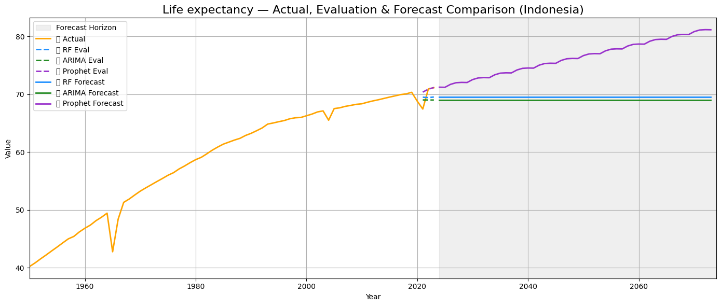 Life expectancy — Actual, Evaluation & Forecast Comparison (Indonesia)
Forecast Horizon
Actual
RF Eval
ARIMA Eval
Prophet Eval
RF Forecast
ARIMA Forecast
Prophet Forecast
80
70
60
50
40
Value
1960
1980
2000
2020
2040
2060
Year